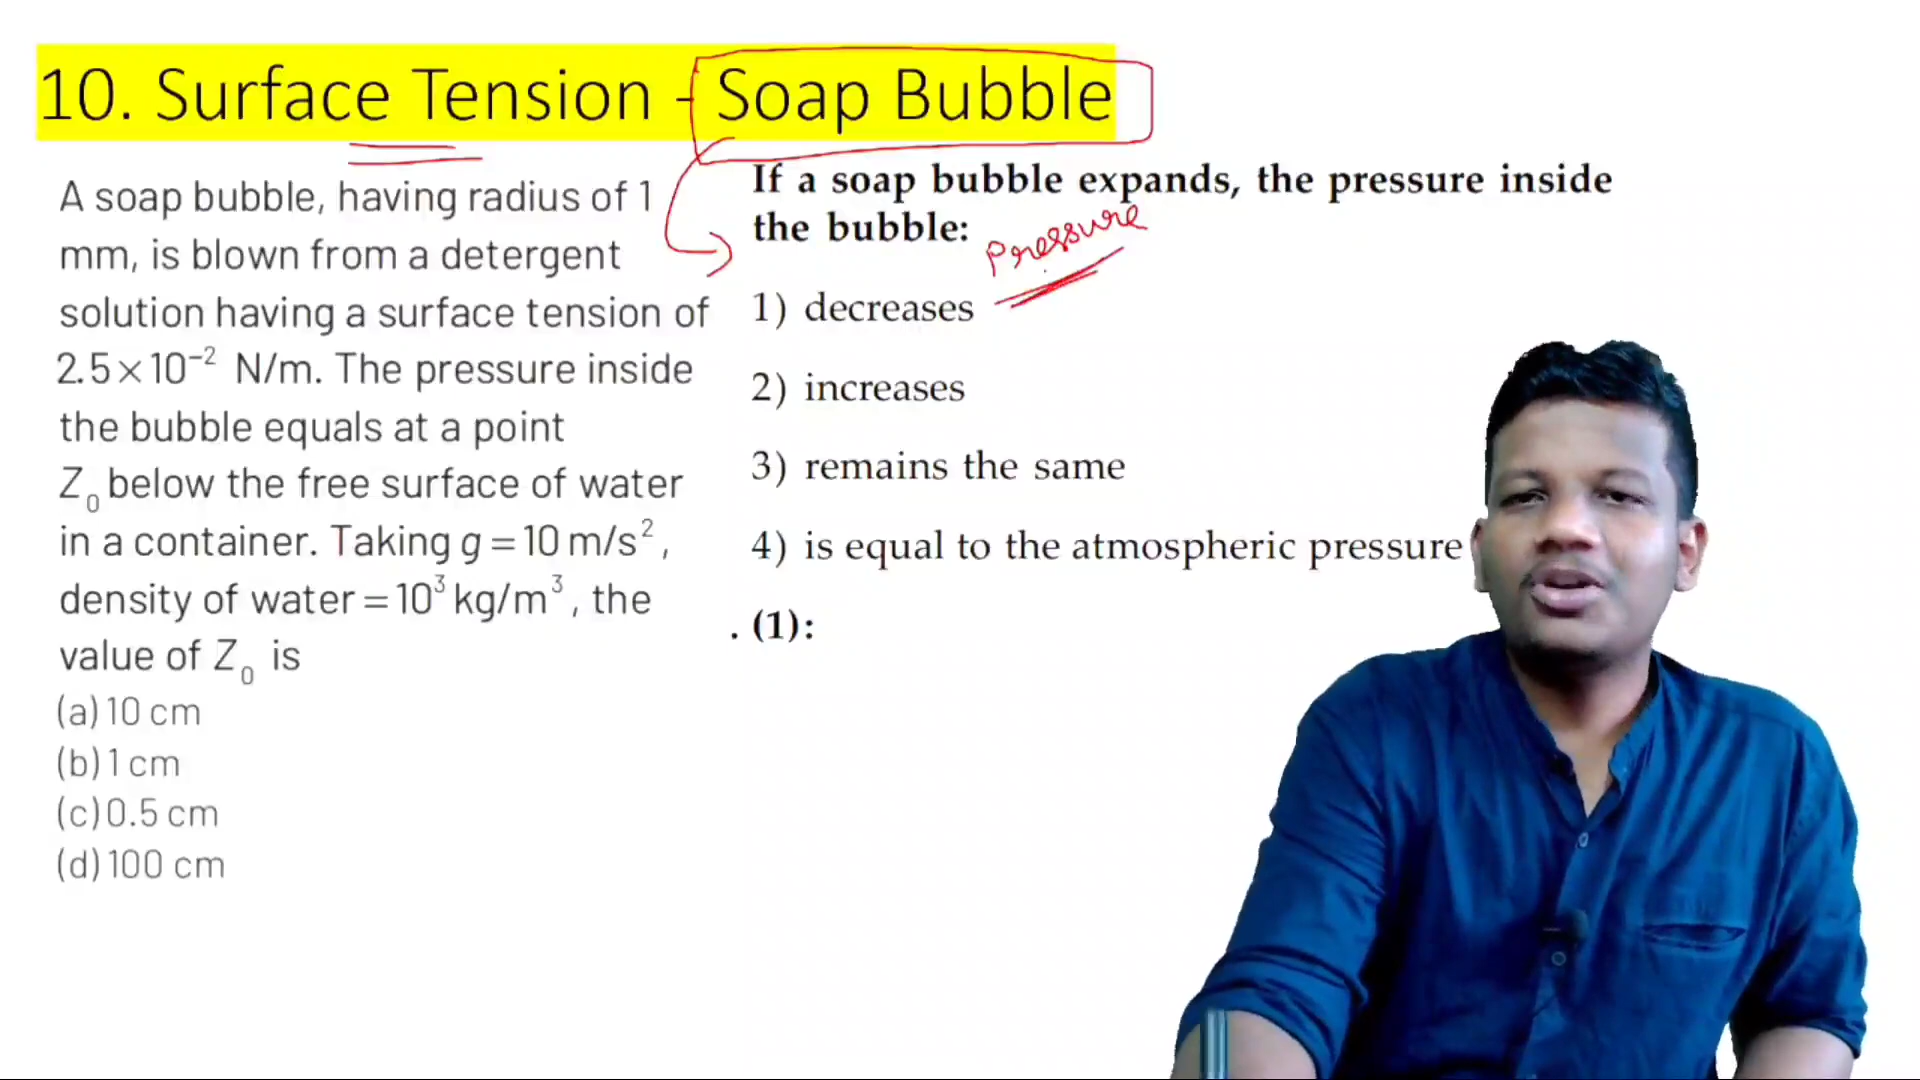 10. Surface Tension - Soap Bubble
A soap bubble, having radius of 1
mm, is blown from a detergent
solution having a surface tension of
2.5×10⁻² N/m. The pressure inside
the bubble equals at a point
Z₀ below the free surface of water
in a container. Taking g = 10 m/s²,
density of water = 10³ kg/m³, the
value of Z₀ is
(a) 10 cm
(b) 1 cm
(c) 0.5 cm
(d) 100 cm
If a soap bubble expands, the pressure inside
the bubble:
Pressure
1) decreases
2) increases
3) remains the same
4) is equal to the atmospheric pressure
. (1):